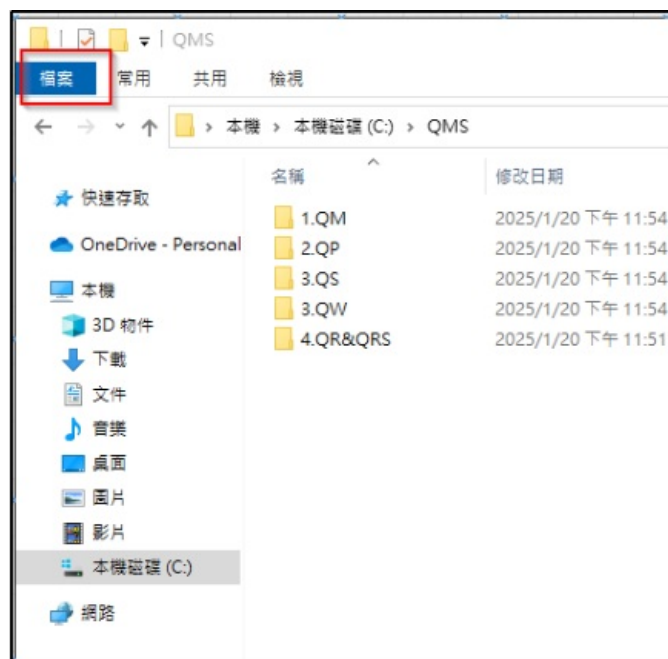 QMS
檔案 常用 共用 檢視
本機 本機磁碟 (C:) QMS
名稱 修改日期
快速存取
OneDrive - Personal
本機
3D 物件
下載
文件
音樂
桌面
圖片
影片
本機磁碟 (C:)
網路
1.QM 2025/1/20 下午 11:54
2.QP 2025/1/20 下午 11:54
3.QS 2025/1/20 下午 11:54
3.QW 2025/1/20 下午 11:54
4.QR&QRS 2025/1/20 下午 11:51